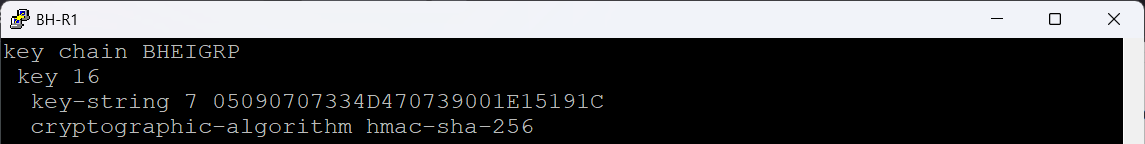 BH-R1
key chain BHEIGRP
 key 16
  key-string 7 05090707334D470739001E15191C
  cryptographic-algorithm hmac-sha-256